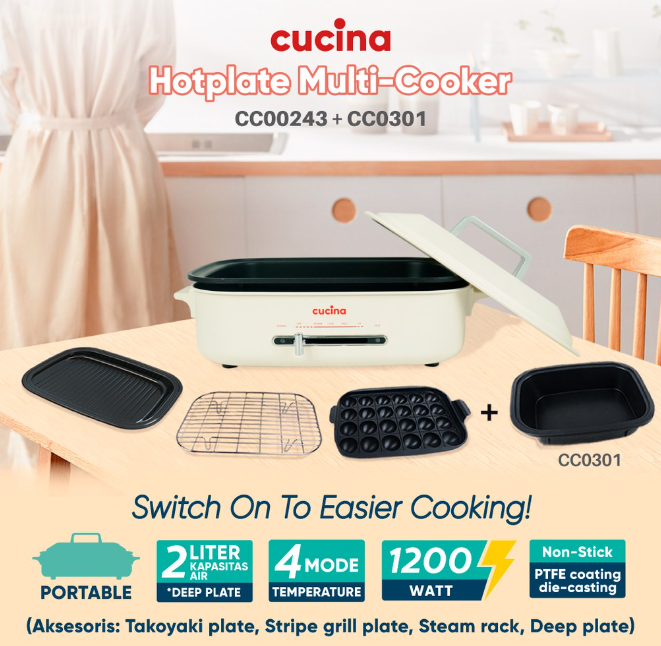 cucina
Hotplate Multi-Cooker
CC00243 + CC0301
cucina
+
CC0301
Switch On To Easier Cooking!
PORTABLE
2 LITER
KAPASITAS
AIR
*DEEP PLATE
4 MODE
TEMPERATURE
1200
WATT
Non-Stick
PTFE coating
die-casting
(Aksesoris: Takoyaki plate, Stripe grill plate, Steam rack, Deep plate)